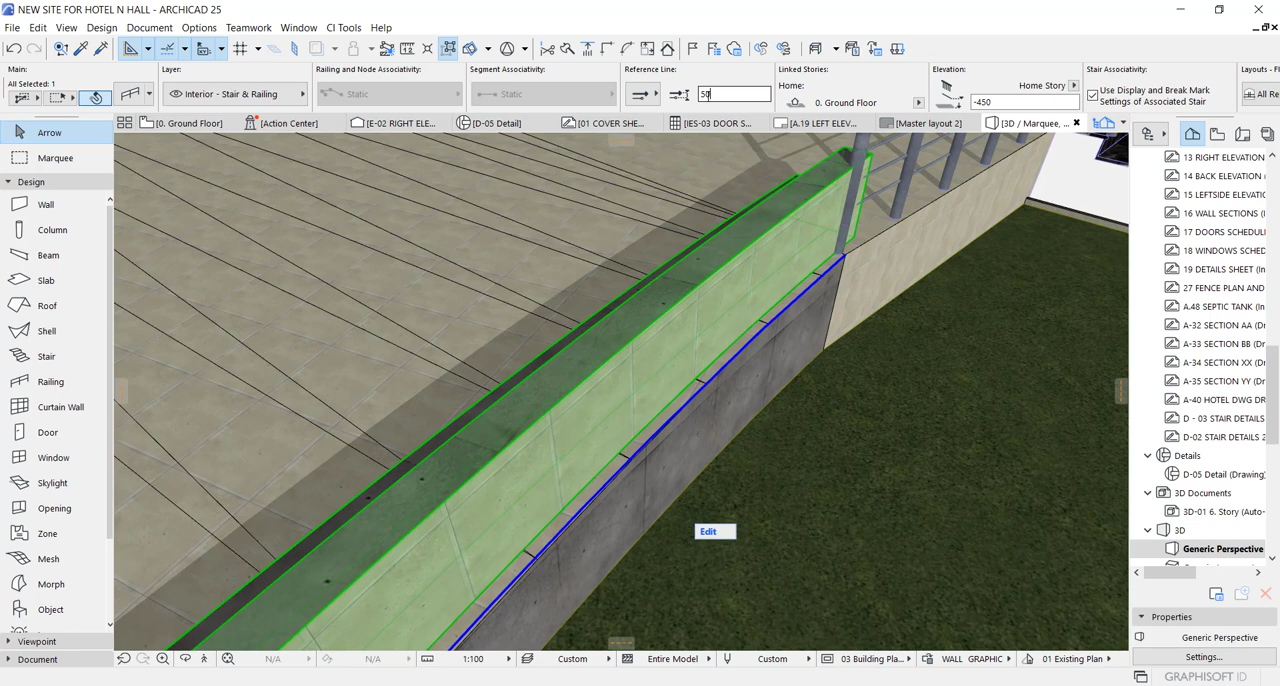 NEW SITE FOR HOTEL N HALL - ARCHICAD 25
File Edit View Design Document Options Teamwork Window CI Tools Help
Main:
All Selected: 1
Layer:
Interior - Stair & Railing
Railing and Node Associativity:
Static
Segment Associativity:
Static
Reference Line:
50
Linked Stories:
Home:
0. Ground Floor
Elevation:
Home Story
-450
Stair Associativity:
Use Display and Break Mark
Settings of Associated Stair
Layouts - Fl
All Re
[0. Ground Floor]
[Action Center]
[E-02 RIGHT ELE...
[D-05 Detail]
[01 COVER SHE...
[IES-03 DOOR S...
[A.19 LEFT ELEV...
[Master layout 2]
[3D / Marquee, ...
Arrow
Marquee
Design
Wall
Column
Beam
Slab
Roof
Shell
Stair
Railing
Curtain Wall
Door
Window
Skylight
Opening
Zone
Mesh
Morph
Object
Viewpoint
Document
Edit
13 RIGHT ELEVATION
14 BACK ELEVATION
15 LEFTSIDE ELEVATIO
16 WALL SECTIONS (D
17 DOORS SCHEDUL
18 WINDOWS SCHED
19 DETAILS SHEET (In
27 FENCE PLAN AND
A.48 SEPTIC TANK (In
A-32 SECTION AA (Dr
A-33 SECTION BB (Dr
A-34 SECTION XX (Dr
A-35 SECTION YY (Dr
A-40 HOTEL DWG DR
D - 03 STAIR DETAILS
D-02 STAIR DETAILS 2
Details
D-05 Detail (Drawing)
3D Documents
3D-01 6. Story (Auto-
3D
Generic Perspective
Properties
Generic Perspective
Settings...
N/A
N/A
1:100
Custom
Entire Model
Custom
03 Building Pla...
WALL GRAPHIC
01 Existing Plan
GRAPHISOFT ID